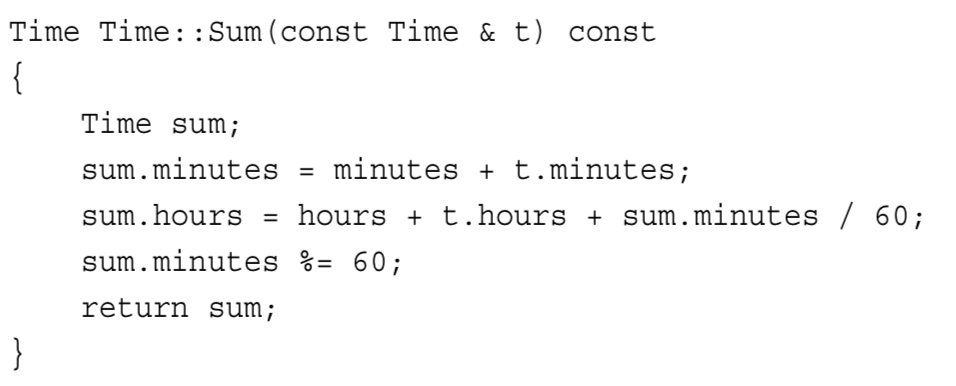 Time Time::Sum(const Time & t) const
{
    Time sum;
    sum.minutes = minutes + t.minutes;
    sum.hours = hours + t.hours + sum.minutes / 60;
    sum.minutes %= 60;
    return sum;
}